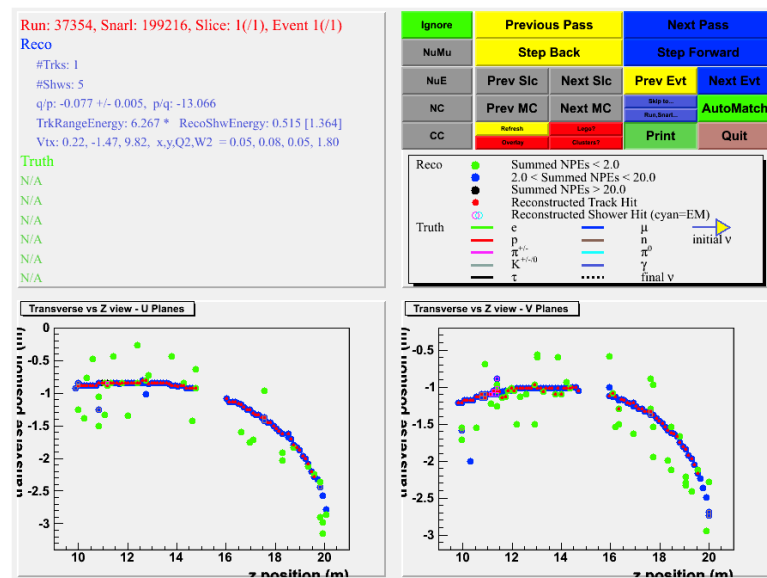 Run: 37354, Snarl: 199216, Slice: 1(/1), Event 1(/1)
Reco
#Trks: 1
#Shws: 5
q/p: -0.077 +/- 0.005, p/q: -13.066
TrkRangeEnergy: 6.267 * RecoShwEnergy: 0.515 [1.364]
Vtx: 0.22, -1.47, 9.82, x,y,Q2,W2 = 0.05, 0.08, 0.05, 1.80
Truth
N/A
N/A
N/A
N/A
N/A
N/A
Ignore Previous Pass Next Pass
NuMu Step Back Step Forward
NuE Prev Slc Next Slc Prev Evt Next Evt
NC Prev MC Next MC Skip to... Run,Snarl... AutoMatch
CC Refresh Logs? Overlay Clusters? Print Quit
Reco Summed NPEs < 2.0
2.0 < Summed NPEs < 20.0
Summed NPEs > 20.0
Reconstructed Track Hit
Reconstructed Shower Hit (cyan=EM)
Truth e μ
p n initial ν
π+/- π0
K+/-/0 γ
τ final ν
Transverse vs Z view - U Planes
transverse position (m)
0
-0.5
-1
-1.5
-2
-2.5
-3
10 12 14 16 18 20
z position (m)
Transverse vs Z view - V Planes
transverse position (m)
-0.5
-1
-1.5
-2
-2.5
-3
10 12 14 16 18 20
z position (m)